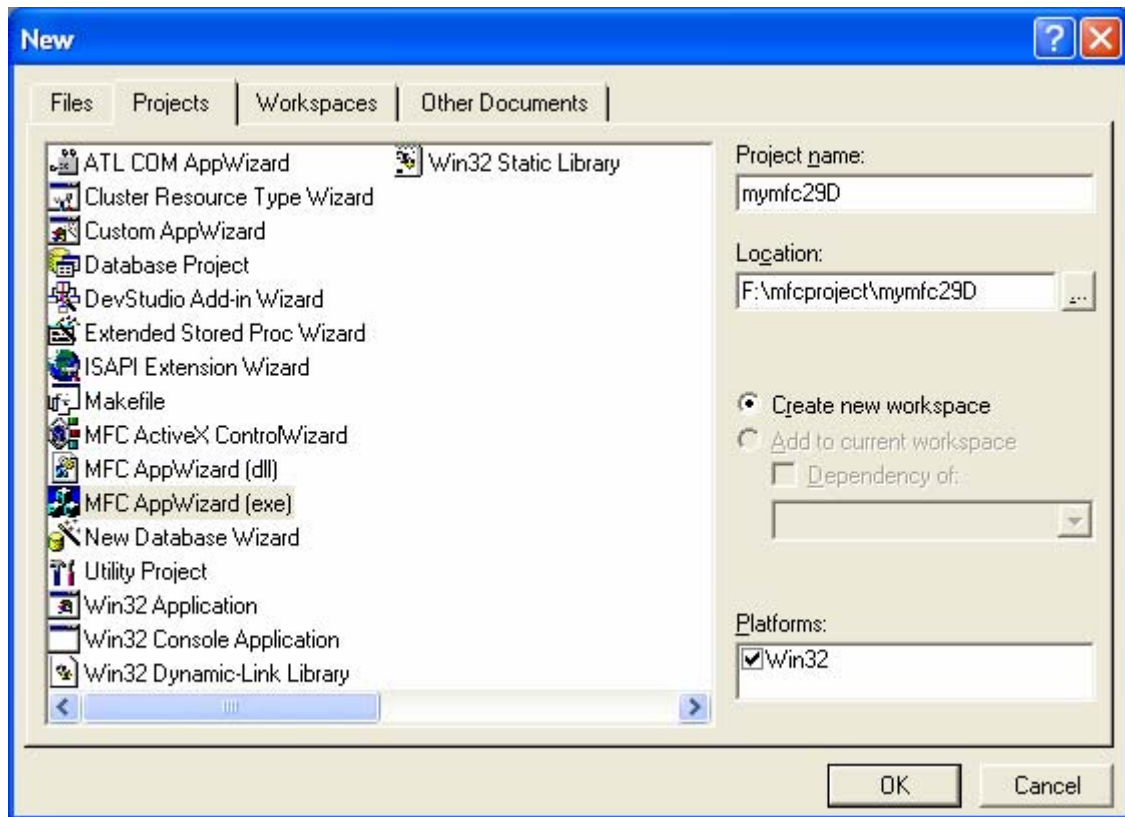 New
Files Projects Workspaces Other Documents
ATL COM AppWizard
Cluster Resource Type Wizard
Custom AppWizard
Database Project
DevStudio Add-in Wizard
Extended Stored Proc Wizard
ISAPI Extension Wizard
Makefile
MFC ActiveX ControlWizard
MFC AppWizard (dll)
MFC AppWizard (exe)
New Database Wizard
Utility Project
Win32 Application
Win32 Console Application
Win32 Dynamic-Link Library
Win32 Static Library
Project name:
mymfc29D
Location:
F:\mfcproject\mymfc29D
...
Create new workspace
Add to current workspace
Dependency of:
Platforms:
Win32
OK Cancel